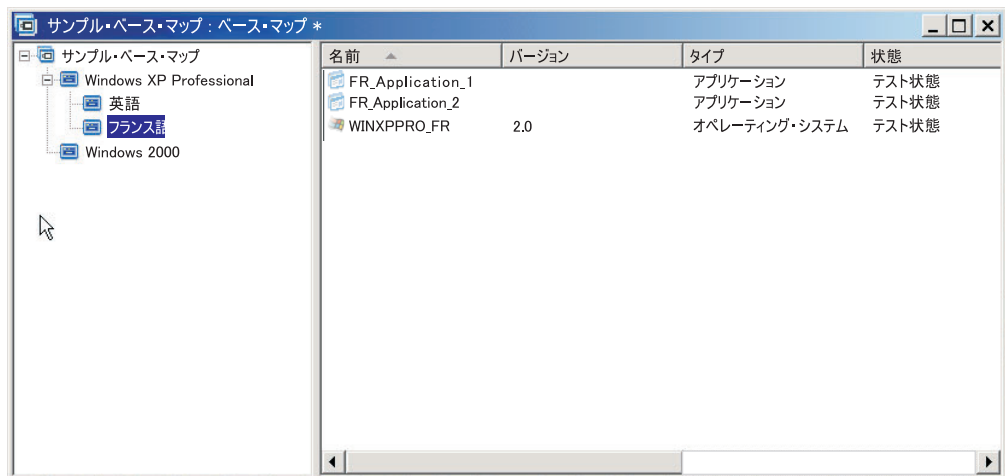 サンプル・ベース・マップ : ベース・マップ *
サンプル・ベース・マップ
Windows XP Professional
英語
フランス語
Windows 2000
名前 バージョン タイプ 状態
FR_Application_1 アプリケーション テスト状態
FR_Application_2 アプリケーション テスト状態
WINXPPRO_FR 2.0 オペレーティング・システム テスト状態